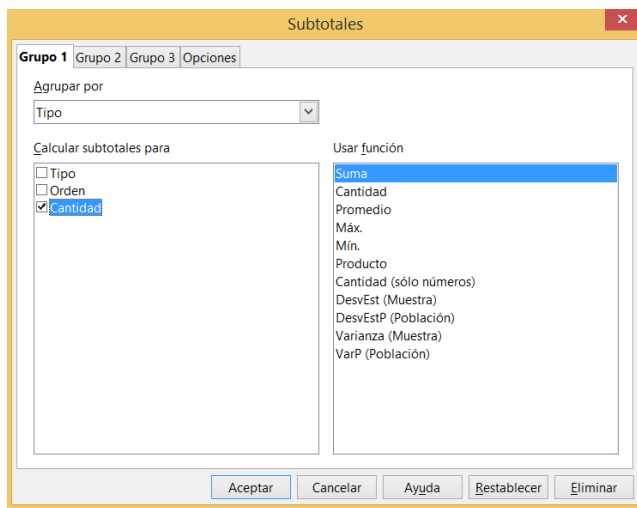 Subtotales
Grupo 1 Grupo 2 Grupo 3 Opciones
Agrupar por
Tipo
Calcular subtotales para
Tipo
Orden
Cantidad
Usar función
Suma
Cantidad
Promedio
Máx.
Mín.
Producto
Cantidad (sólo números)
DesvEst (Muestra)
DesvEstP (Población)
Varianza (Muestra)
VarP (Población)
Aceptar Cancelar Ayuda Restablecer Eliminar